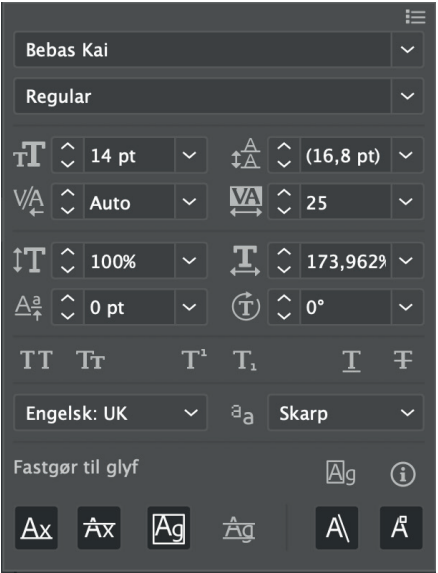 Bebas Kai
Regular
14 pt (16,8 pt)
Auto 25
100% 173,962%
0 pt 0°
Engelsk: UK Skarp
Fastgør til glyf